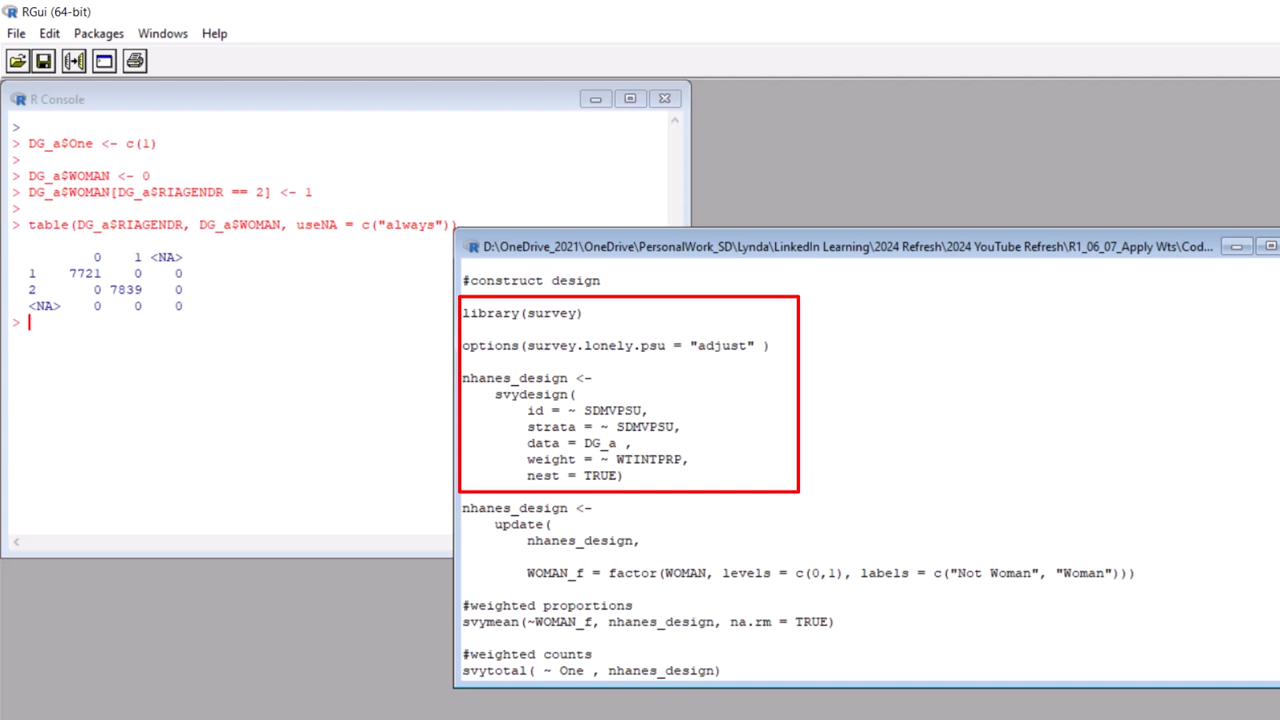 RGui (64-bit)
File Edit Packages Windows Help
R Console
>
> DG_a$One <- c(1)
>
> DG_a$WOMAN <- 0
> DG_a$WOMAN[DG_a$RIAGENDR == 2] <- 1
>
> table(DG_a$RIAGENDR, DG_a$WOMAN, useNA = c("always"))
0 1 <NA>
1 7721 0 0
2 0 7839 0
<NA> 0 0 0
>
D:\OneDrive_2021\OneDrive\PersonalWork_SD\Lynda\LinkedIn Learning\2024 Refresh\2024 YouTube Refresh\R1_06_07_Apply Wts\Cod...
#construct design
library(survey)
options(survey.lonely.psu = "adjust" )
nhanes_design <-
svydesign(
id = ~ SDMVPSU,
strata = ~ SDMVPSU,
data = DG_a ,
weight = ~ WTINTPRP,
nest = TRUE)
nhanes_design <-
update(
nhanes_design,
WOMAN_f = factor(WOMAN, levels = c(0,1), labels = c("Not Woman", "Woman")))
#weighted proportions
svymean(~WOMAN_f, nhanes_design, na.rm = TRUE)
#weighted counts
svytotal( ~ One , nhanes_design)